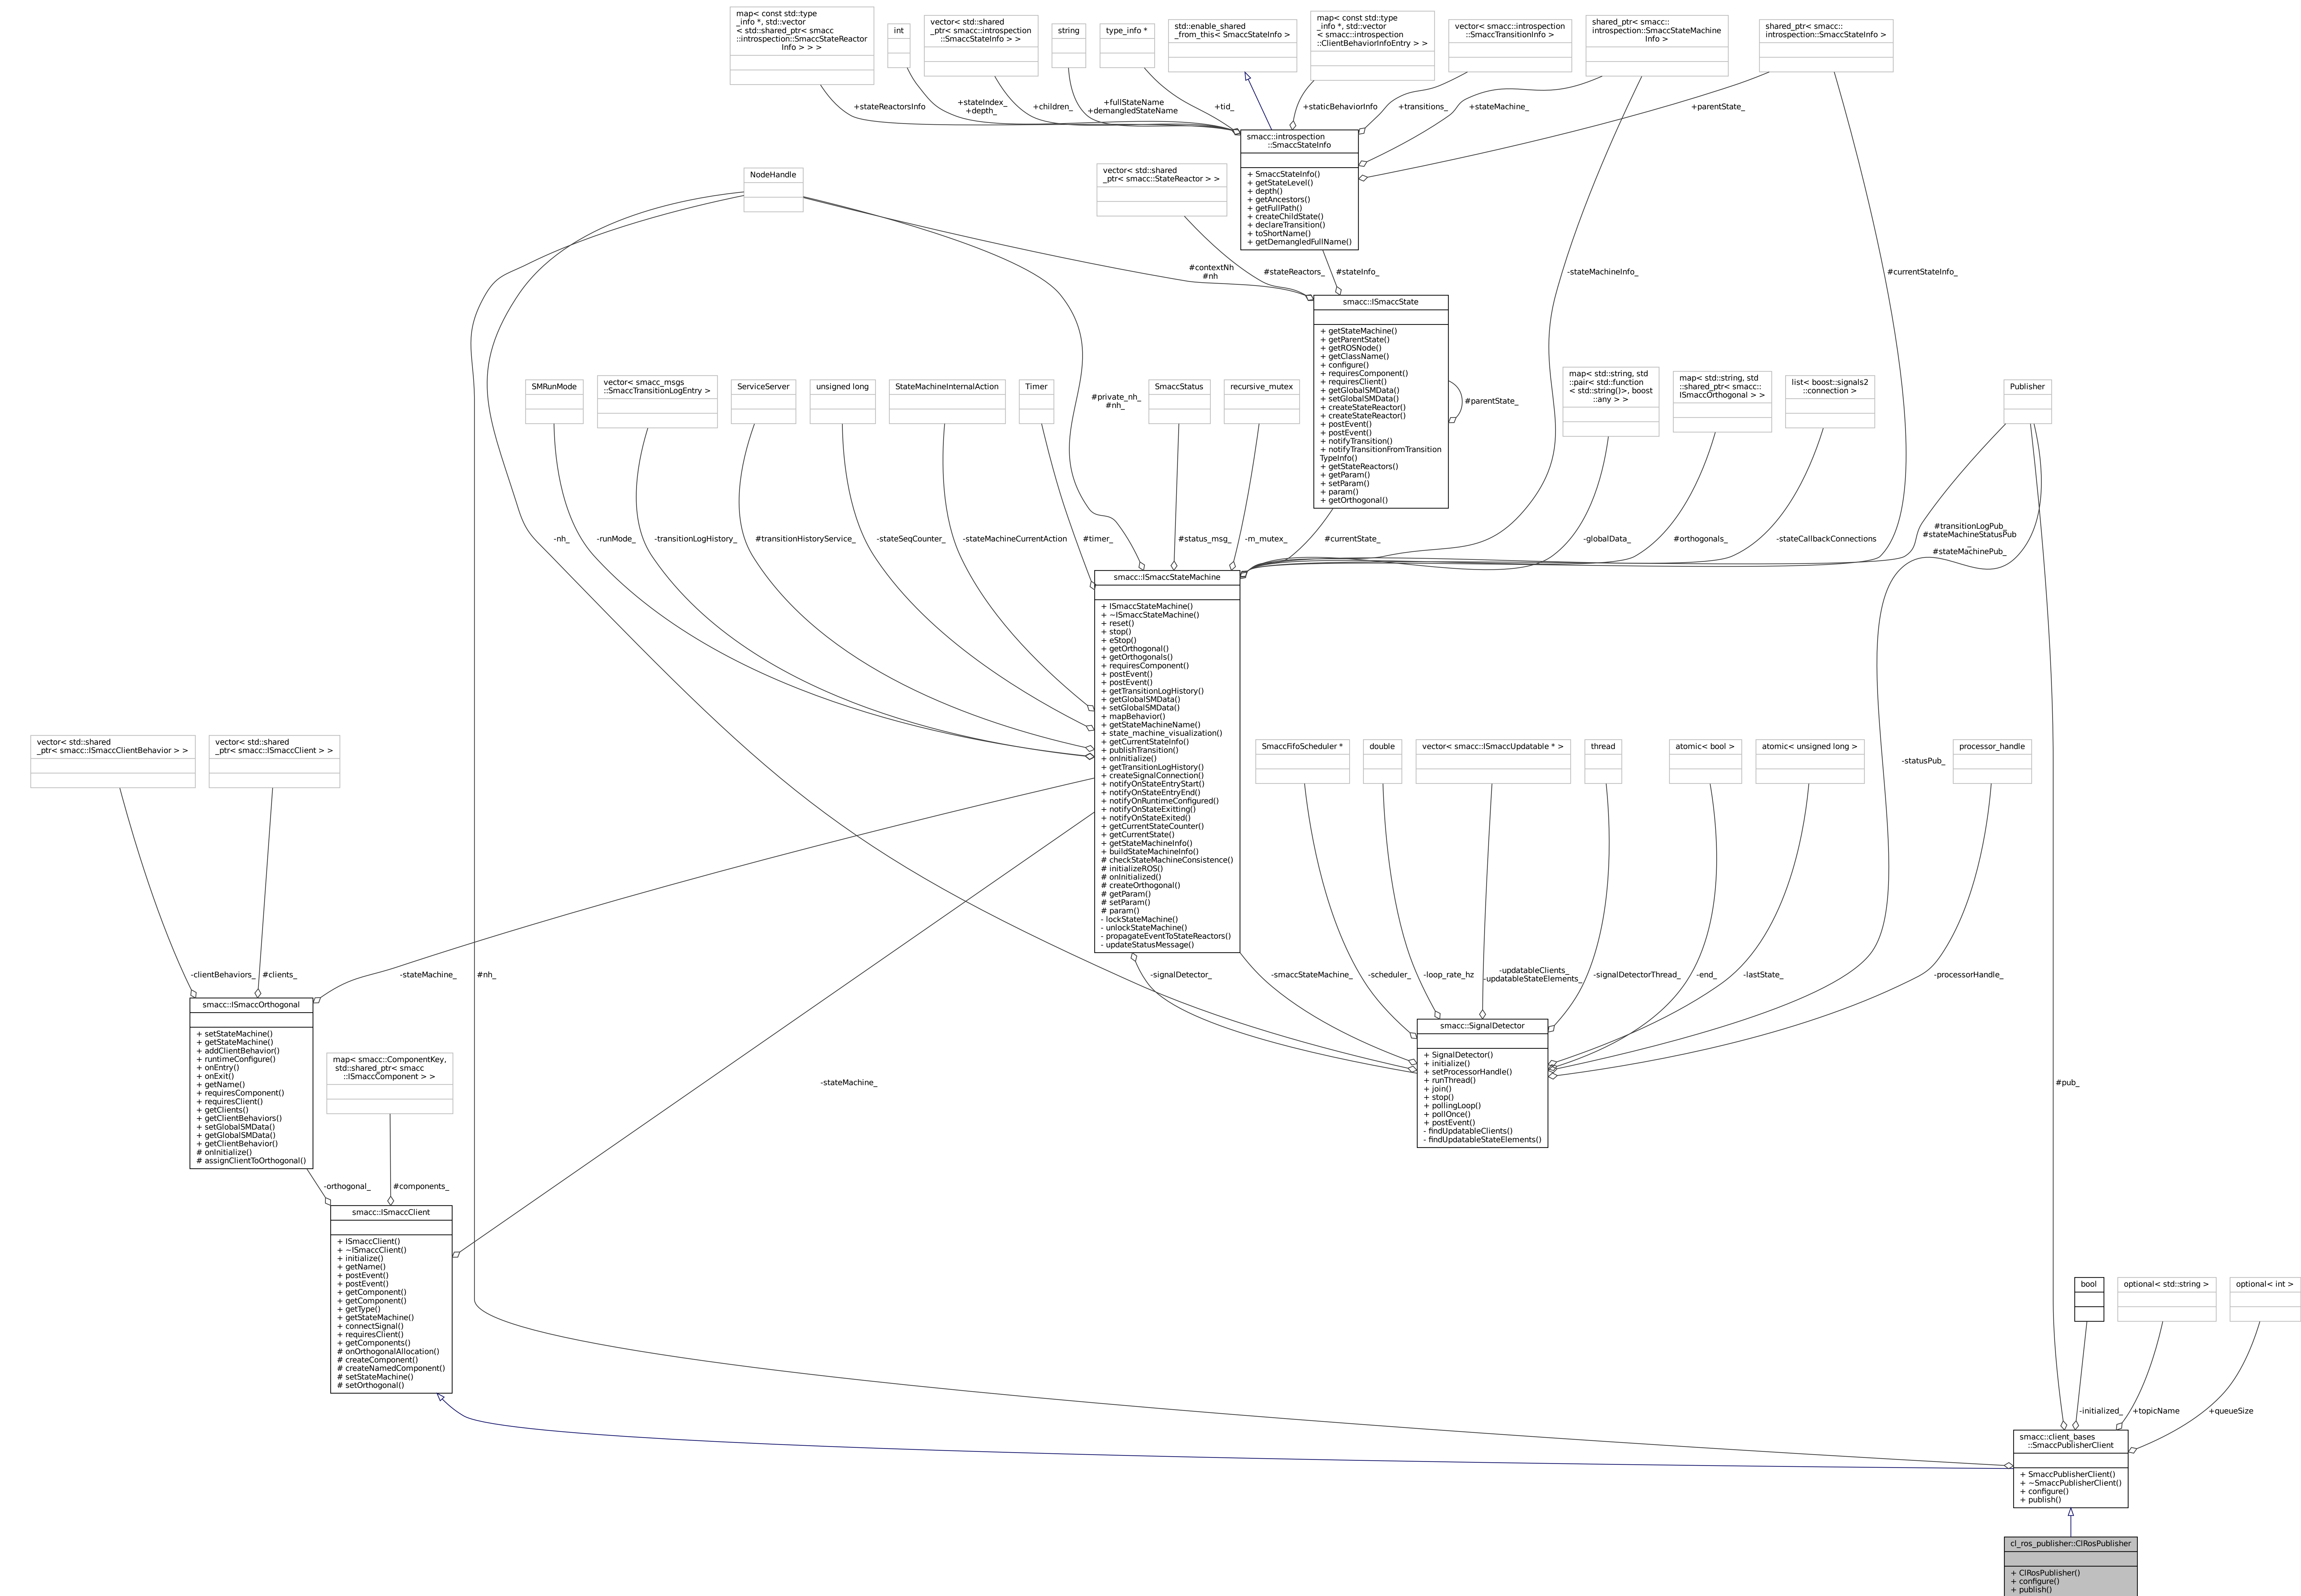 map< const std::type
_info *, std::vector
< std::shared_ptr< smacc
::introspection::SmaccStateReactor
Info > > >
int
vector< std::shared
_ptr< smacc::introspection
::SmaccStateInfo > >
string
type_info *
std::enable_shared
_from_this< SmaccStateInfo >
map< const std::type
_info *, std::vector
< smacc::introspection
::ClientBehaviorInfoEntry > >
vector< smacc::introspection
::SmaccTransitionInfo >
shared_ptr< smacc::
introspection::SmaccStateMachine
Info >
shared_ptr< smacc::
introspection::SmaccStateInfo >
+stateReactorsInfo
+stateIndex_
+depth_
+children_
+fullStateName
+demangledStateName
+tid_
+staticBehaviorInfo
+transitions_
+stateMachine_
+parentState_
smacc::introspection
::SmaccStateInfo
+ SmaccStateInfo()
+ getStateLevel()
+ depth()
+ getAncestors()
+ getFullPath()
+ createChildState()
+ declareTransition()
+ toShortName()
+ getDemangledFullName()
NodeHandle
vector< std::shared
_ptr< smacc::StateReactor > >
#contextNh
#nh
#stateReactors_
#stateInfo_
-stateMachineInfo_
#currentStateInfo_
smacc::ISmaccState
+ getStateMachine()
+ getParentState()
+ getROSNode()
+ getClassName()
+ configure()
+ requiresComponent()
+ requiresClient()
+ getGlobalSMData()
+ setGlobalSMData()
+ createStateReactor()
+ createStateReactor()
+ postEvent()
+ postEvent()
+ notifyTransition()
+ notifyTransitionFromTransition
TypeInfo()
+ getStateReactors()
+ getParam()
+ setParam()
+ param()
+ getOrthogonal()
#parentState_
SMRunMode
vector< smacc_msgs
::SmaccTransitionLogEntry >
ServiceServer
unsigned long
StateMachineInternalAction
Timer
#private_nh_
#nh_
SmaccStatus
recursive_mutex
map< std::string, std
::pair< std::function
< std::string()>, boost
::any > >
map< std::string, std
::shared_ptr< smacc::
ISmaccOrthogonal > >
list< boost::signals2
::connection >
Publisher
-nh_
-runMode_
-transitionLogHistory_
#transitionHistoryService_
-stateSeqCounter_
-stateMachineCurrentAction
#timer_
#status_msg_
-m_mutex_
#currentState_
-globalData_
#orthogonals_
-stateCallbackConnections
#transitionLogPub_
#stateMachineStatusPub
_
#stateMachinePub_
smacc::ISmaccStateMachine
+ ISmaccStateMachine()
+ ~ISmaccStateMachine()
+ reset()
+ stop()
+ eStop()
+ getOrthogonal()
+ getOrthogonals()
+ requiresComponent()
+ postEvent()
+ postEvent()
+ getTransitionLogHistory()
+ getGlobalSMData()
+ setGlobalSMData()
+ mapBehavior()
+ getStateMachineName()
+ state_machine_visualization()
+ getCurrentStateInfo()
+ publishTransition()
+ onInitialize()
+ getTransitionLogHistory()
+ createSignalConnection()
+ notifyOnStateEntryStart()
+ notifyOnStateEntryEnd()
+ notifyOnRuntimeConfigured()
+ notifyOnStateExitting()
+ notifyOnStateExited()
+ getCurrentStateCounter()
+ getCurrentState()
+ getStateMachineInfo()
+ buildStateMachineInfo()
# checkStateMachineConsistence()
# initializeROS()
# onInitialized()
# createOrthogonal()
# getParam()
# setParam()
# param()
- lockStateMachine()
- unlockStateMachine()
- propagateEventToStateReactors()
- updateStatusMessage()
vector< std::shared
_ptr< smacc::ISmaccClientBehavior > >
vector< std::shared
_ptr< smacc::ISmaccClient > >
SmaccFifoScheduler *
double
vector< smacc::ISmaccUpdatable * >
thread
atomic< bool >
atomic< unsigned long >
processor_handle
-statusPub_
-clientBehaviors_
#clients_
-stateMachine_
#nh_
-signalDetector_
-smaccStateMachine_
-scheduler_
-loop_rate_hz
-updatableClients_
-updatableStateElements_
-signalDetectorThread_
-end_
-lastState_
-processorHandle_
smacc::ISmaccOrthogonal
+ setStateMachine()
+ getStateMachine()
+ addClientBehavior()
+ runtimeConfigure()
+ onEntry()
+ onExit()
+ getName()
+ requiresComponent()
+ requiresClient()
+ getClients()
+ getClientBehaviors()
+ setGlobalSMData()
+ getGlobalSMData()
+ getClientBehavior()
# onInitialize()
# assignClientToOrthogonal()
map< smacc::ComponentKey,
std::shared_ptr< smacc
::ISmaccComponent > >
smacc::SignalDetector
+ SignalDetector()
+ initialize()
+ setProcessorHandle()
+ runThread()
+ join()
+ stop()
+ pollingLoop()
+ pollOnce()
+ postEvent()
- findUpdatableClients()
- findUpdatableStateElements()
-stateMachine_
#pub_
-orthogonal_
#components_
smacc::ISmaccClient
+ ISmaccClient()
+ ~ISmaccClient()
+ initialize()
+ getName()
+ postEvent()
+ postEvent()
+ getComponent()
+ getComponent()
+ getType()
+ getStateMachine()
+ connectSignal()
+ requiresClient()
+ getComponents()
# onOrthogonalAllocation()
# createComponent()
# createNamedComponent()
# setStateMachine()
# setOrthogonal()
bool
optional< std::string >
optional< int >
-initialized_
+topicName
+queueSize
smacc::client_bases
::SmaccPublisherClient
+ SmaccPublisherClient()
+ ~SmaccPublisherClient()
+ configure()
+ publish()
cl_ros_publisher::ClRosPublisher
+ ClRosPublisher()
+ configure()
+ publish()